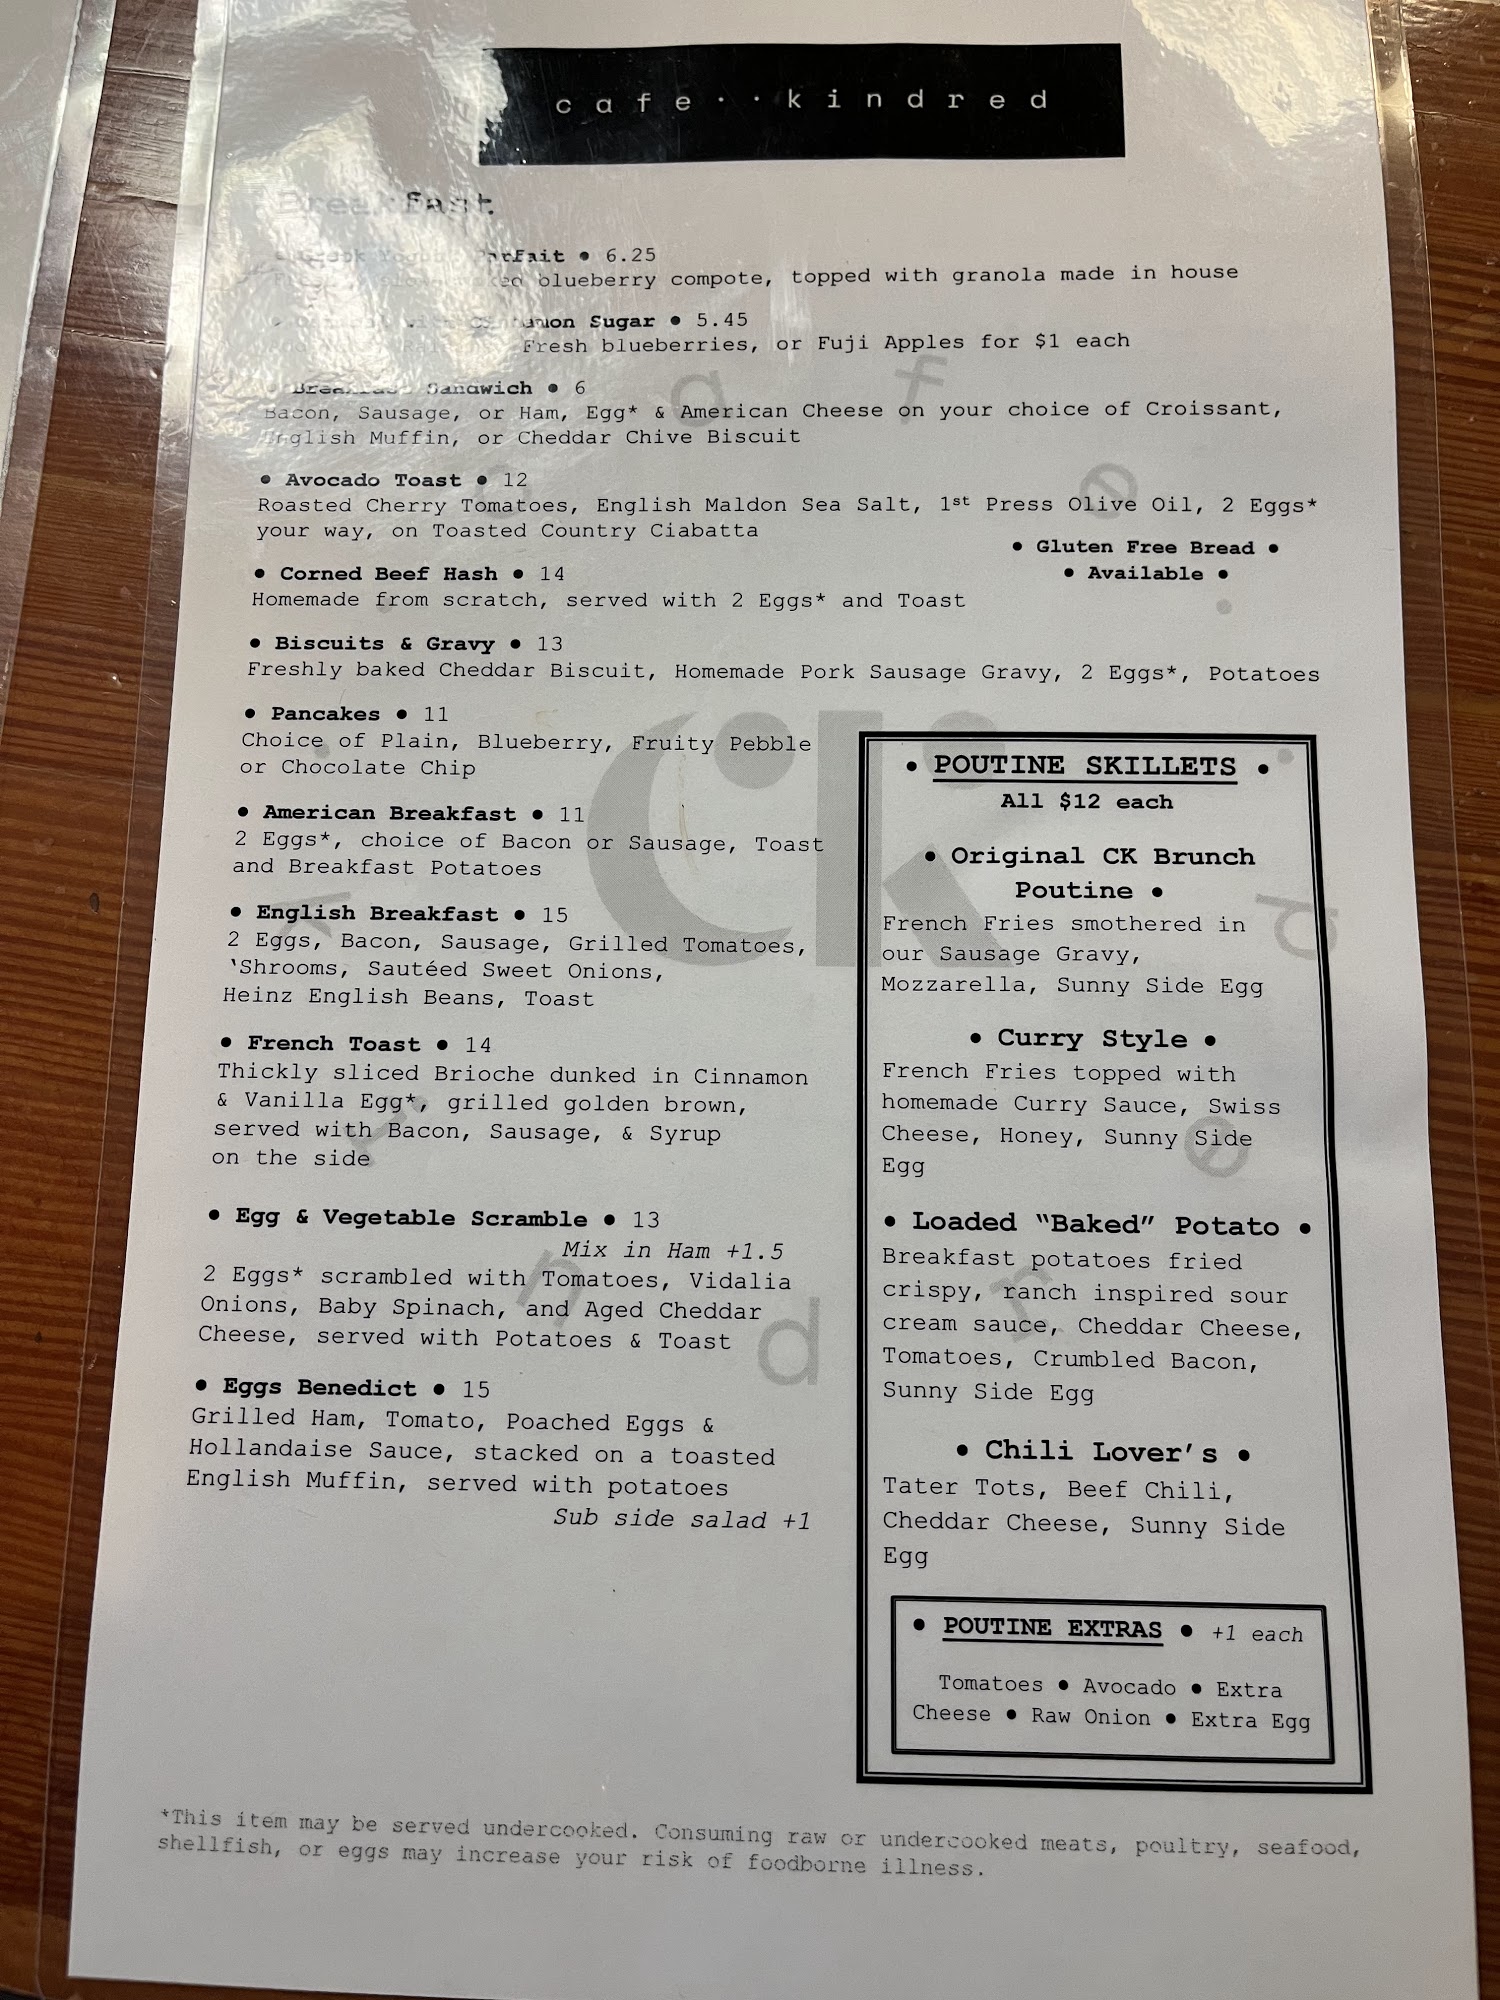 cafe··kindred
Breakfast
Parfait ● 6.25
blueberry compote, topped with granola made in house
Cinnamon Sugar ● 5.45
Fresh blueberries, or Fuji Apples for $1 each
● Breakfast Sandwich ● 6
Bacon, Sausage, or Ham, Egg* & American Cheese on your choice of Croissant,
English Muffin, or Cheddar Chive Biscuit
● Avocado Toast ● 12
Roasted Cherry Tomatoes, English Maldon Sea Salt, 1st Press Olive Oil, 2 Eggs*
your way, on Toasted Country Ciabatta
● Gluten Free Bread ●
● Available ●
● Corned Beef Hash ● 14
Homemade from scratch, served with 2 Eggs* and Toast
● Biscuits & Gravy ● 13
Freshly baked Cheddar Biscuit, Homemade Pork Sausage Gravy, 2 Eggs*, Potatoes
● Pancakes ● 11
Choice of Plain, Blueberry, Fruity Pebble
or Chocolate Chip
● American Breakfast ● 11
2 Eggs*, choice of Bacon or Sausage, Toast
and Breakfast Potatoes
● English Breakfast ● 15
2 Eggs, Bacon, Sausage, Grilled Tomatoes,
‘Shrooms, Sautéed Sweet Onions,
Heinz English Beans, Toast
● French Toast ● 14
Thickly sliced Brioche dunked in Cinnamon
& Vanilla Egg*, grilled golden brown,
served with Bacon, Sausage, & Syrup
on the side
● Egg & Vegetable Scramble ● 13
Mix in Ham +1.5
2 Eggs* scrambled with Tomatoes, Vidalia
Onions, Baby Spinach, and Aged Cheddar
Cheese, served with Potatoes & Toast
● Eggs Benedict ● 15
Grilled Ham, Tomato, Poached Eggs &
Hollandaise Sauce, stacked on a toasted
English Muffin, served with potatoes
Sub side salad +1
● POUTINE SKILLETS ●
All $12 each
● Original CK Brunch
Poutine ●
French Fries smothered in
our Sausage Gravy,
Mozzarella, Sunny Side Egg
● Curry Style ●
French Fries topped with
homemade Curry Sauce, Swiss
Cheese, Honey, Sunny Side
Egg
● Loaded “Baked” Potato ●
Breakfast potatoes fried
crispy, ranch inspired sour
cream sauce, Cheddar Cheese,
Tomatoes, Crumbled Bacon,
Sunny Side Egg
● Chili Lover’s ●
Tater Tots, Beef Chili,
Cheddar Cheese, Sunny Side
Egg
● POUTINE EXTRAS ● +1 each
Tomatoes ● Avocado ● Extra
Cheese ● Raw Onion ● Extra Egg
CK
*This item may be served undercooked. Consuming raw or undercooked meats, poultry, seafood,
shellfish, or eggs may increase your risk of foodborne illness.